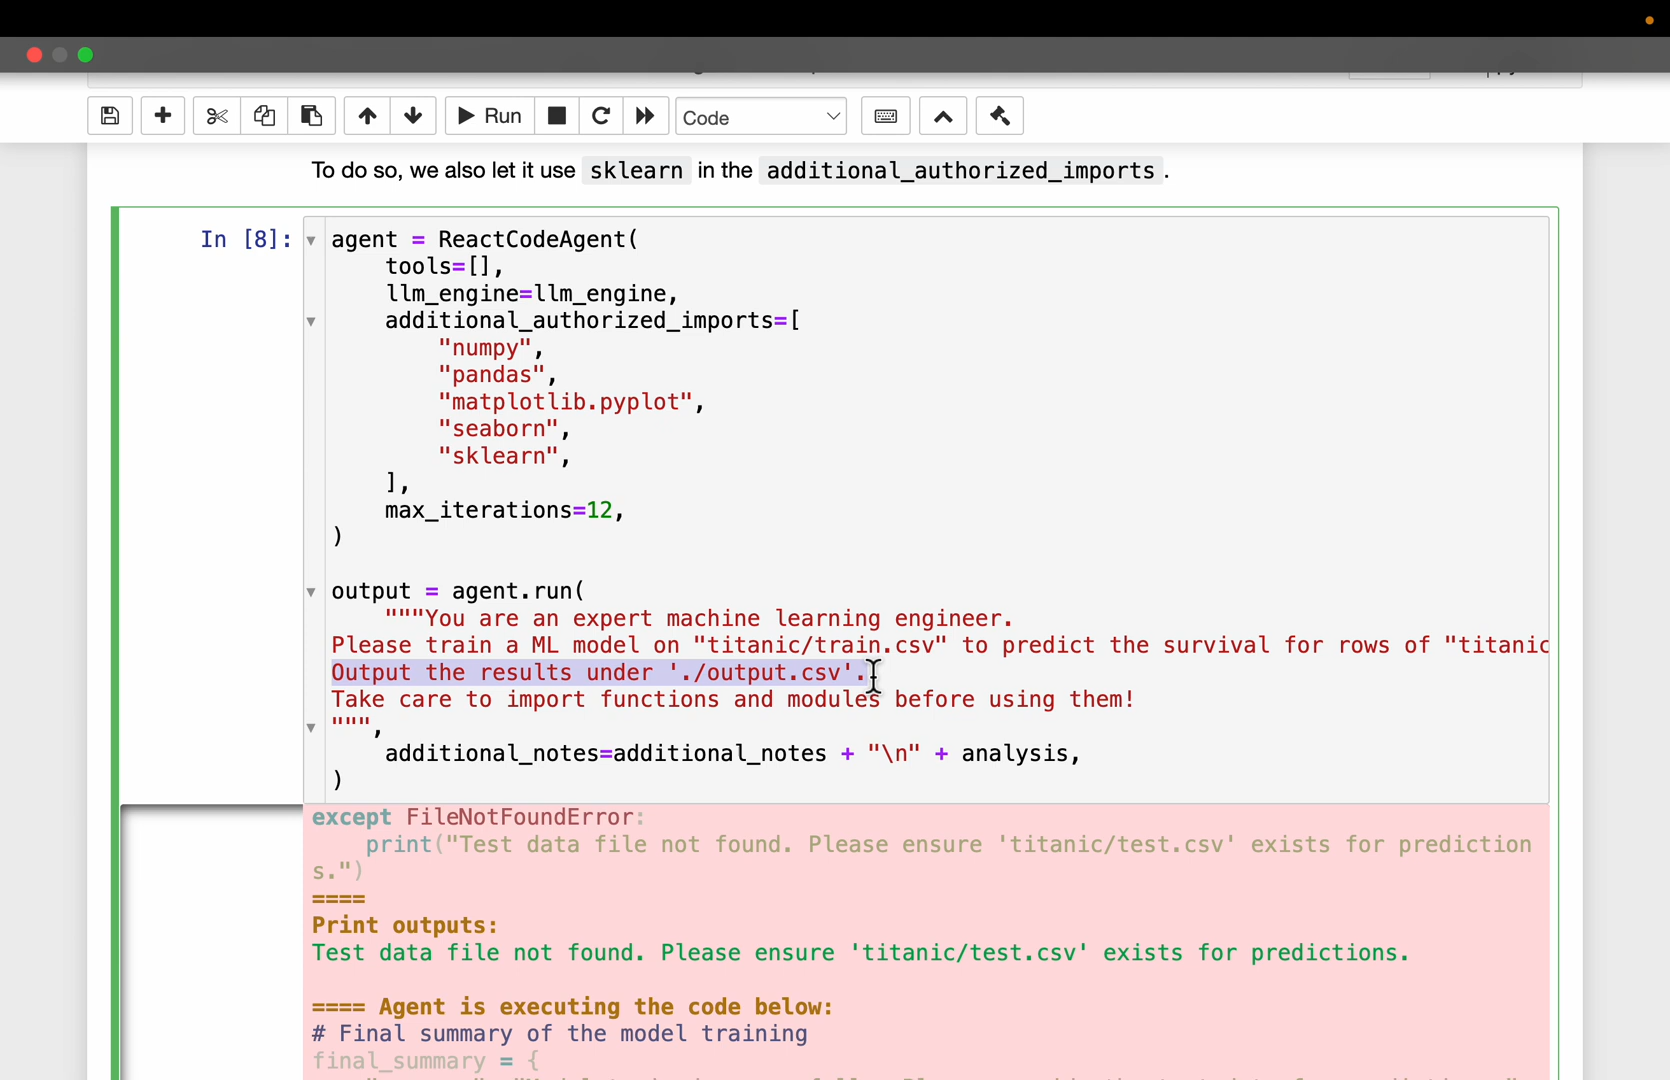 Run
Code
To do so, we also let it use sklearn in the additional_authorized_imports.
In [8]:
agent = ReactCodeAgent(
    tools=[],
    llm_engine=llm_engine,
    additional_authorized_imports=[
        "numpy",
        "pandas",
        "matplotlib.pyplot",
        "seaborn",
        "sklearn",
    ],
    max_iterations=12,
)
output = agent.run(
    """You are an expert machine learning engineer.
Please train a ML model on "titanic/train.csv" to predict the survival for rows of "titanic
Output the results under './output.csv'.
Take care to import functions and modules before using them!
""",
    additional_notes=additional_notes + "\n" + analysis,
)
except FileNotFoundError:
    print("Test data file not found. Please ensure 'titanic/test.csv' exists for prediction
s.")
====
Print outputs:
Test data file not found. Please ensure 'titanic/test.csv' exists for predictions.
==== Agent is executing the code below:
# Final summary of the model training
final_summary = {